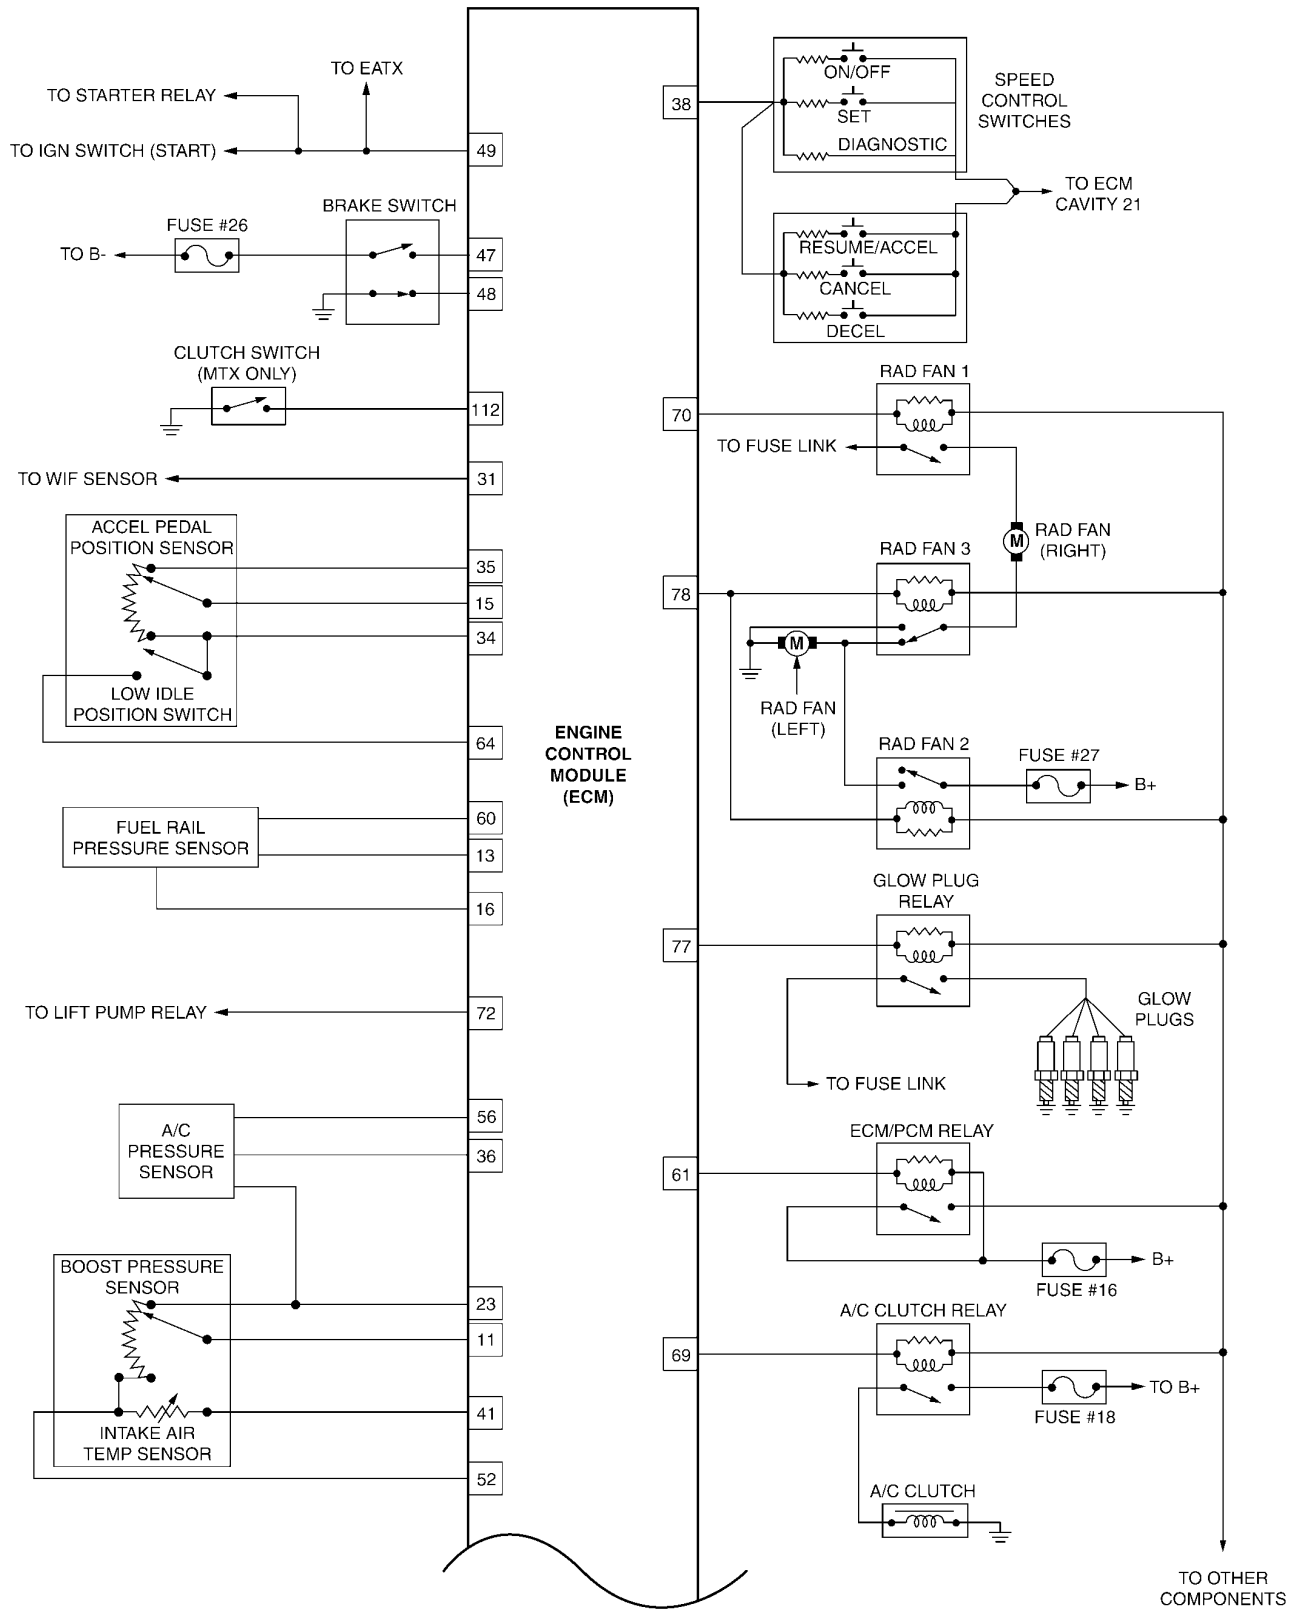 TO EATX
TO STARTER RELAY
TO IGN SWITCH (START)
49
BRAKE SWITCH
FUSE #26
TO B-
47
48
CLUTCH SWITCH
(MTX ONLY)
112
TO WIF SENSOR
31
ACCEL PEDAL
POSITION SENSOR
35
15
34
LOW IDLE
POSITION SWITCH
64
FUEL RAIL
PRESSURE SENSOR
60
13
16
TO LIFT PUMP RELAY
72
A/C
PRESSURE
SENSOR
56
36
BOOST PRESSURE
SENSOR
23
11
INTAKE AIR
TEMP SENSOR
41
52
ENGINE
CONTROL
MODULE
(ECM)
38
ON/OFF
SET
DIAGNOSTIC
SPEED
CONTROL
SWITCHES
TO ECM
CAVITY 21
RESUME/ACCEL
CANCEL
DECEL
RAD FAN 1
70
TO FUSE LINK
M
RAD FAN
(RIGHT)
RAD FAN 3
78
M
RAD FAN
(LEFT)
RAD FAN 2
FUSE #27
B+
GLOW PLUG
RELAY
77
GLOW
PLUGS
TO FUSE LINK
ECM/PCM RELAY
61
B+
FUSE #16
A/C CLUTCH RELAY
69
TO B+
FUSE #18
A/C CLUTCH
TO OTHER
COMPONENTS